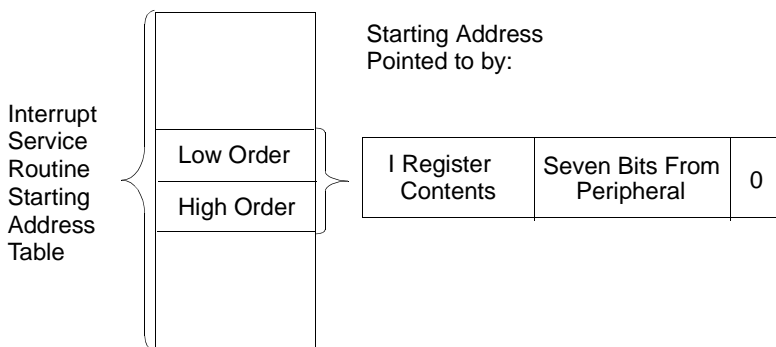 Interrupt
Service
Routine
Starting
Address
Table
Low Order
High Order
Starting Address
Pointed to by:
I Register
Contents
Seven Bits From
Peripheral
0